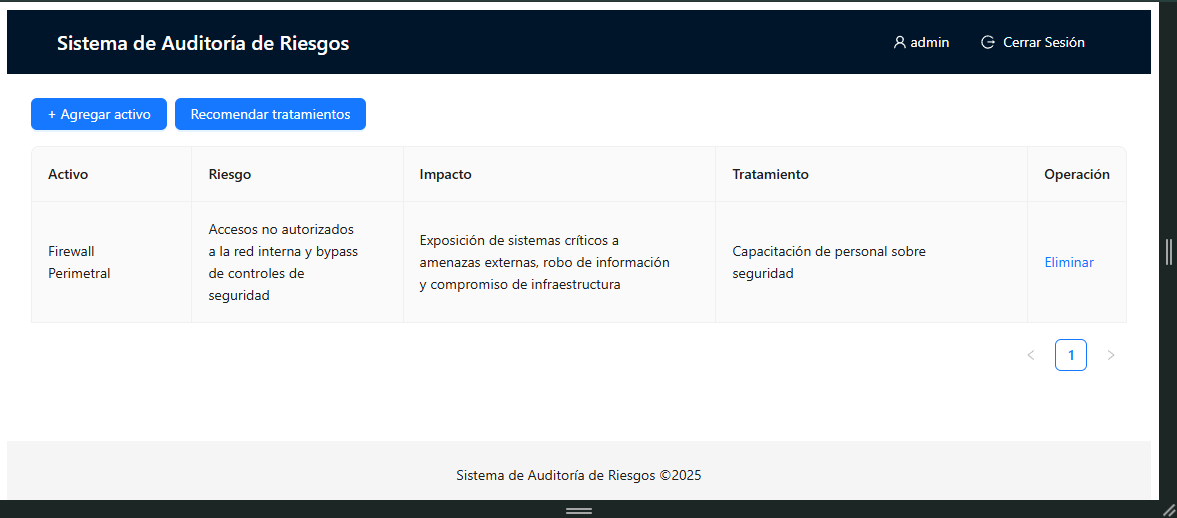 Sistema de Auditoría de Riesgos
admin
Cerrar Sesión
+ Agregar activo
Recomendar tratamientos
Activo
Riesgo
Impacto
Tratamiento
Operación
Firewall
Perimetral
Accesos no autorizados
a la red interna y bypass
de controles de
seguridad
Exposición de sistemas críticos a
amenazas externas, robo de información
y compromiso de infraestructura
Capacitación de personal sobre
seguridad
Eliminar
< 1 >
Sistema de Auditoría de Riesgos ©2025